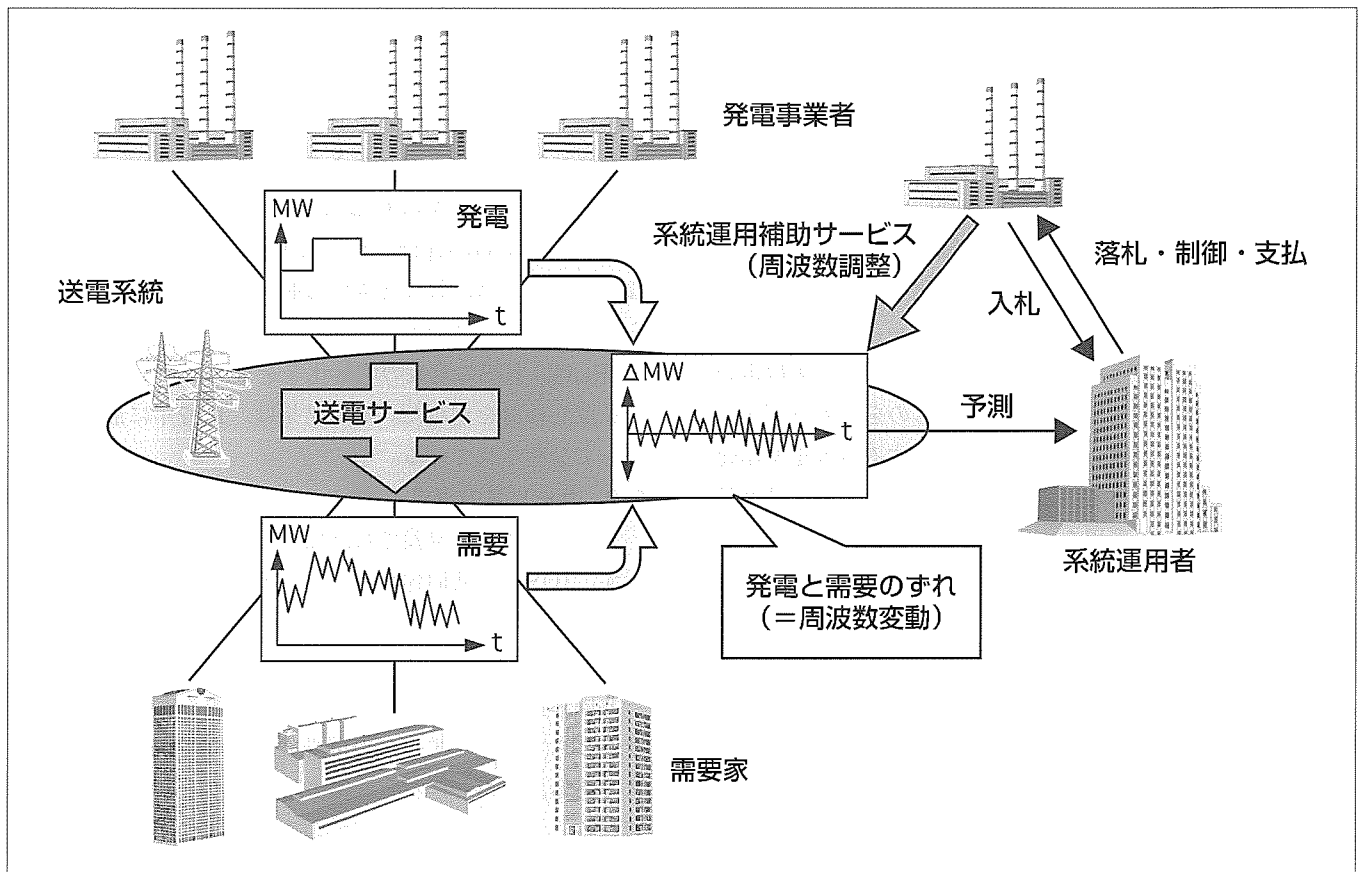 発電事業者
MW
発電
t
系統運用補助サービス
（周波数調整）
落札・制御・支払
入札
送電系統
送電サービス
ΔMW
t
予測
MW
需要
t
発電と需要のずれ
（＝周波数変動）
系統運用者
需要家